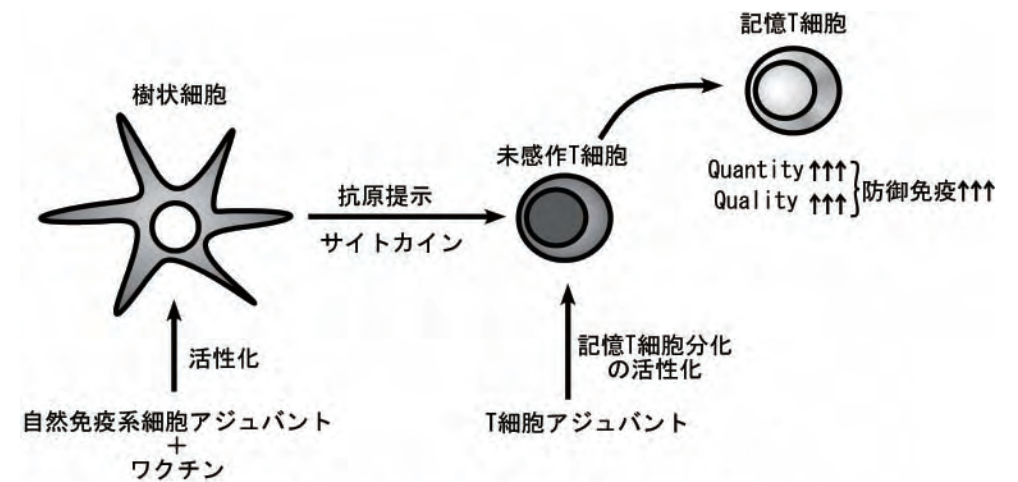 記憶T細胞
樹状細胞
未感作T細胞
Quantity ↑↑↑
Quality ↑↑↑
防御免疫↑↑↑
抗原提示
サイトカイン
活性化
記憶T細胞分化
の活性化
自然免疫系細胞アジュバント
+
ワクチン
T細胞アジュバント